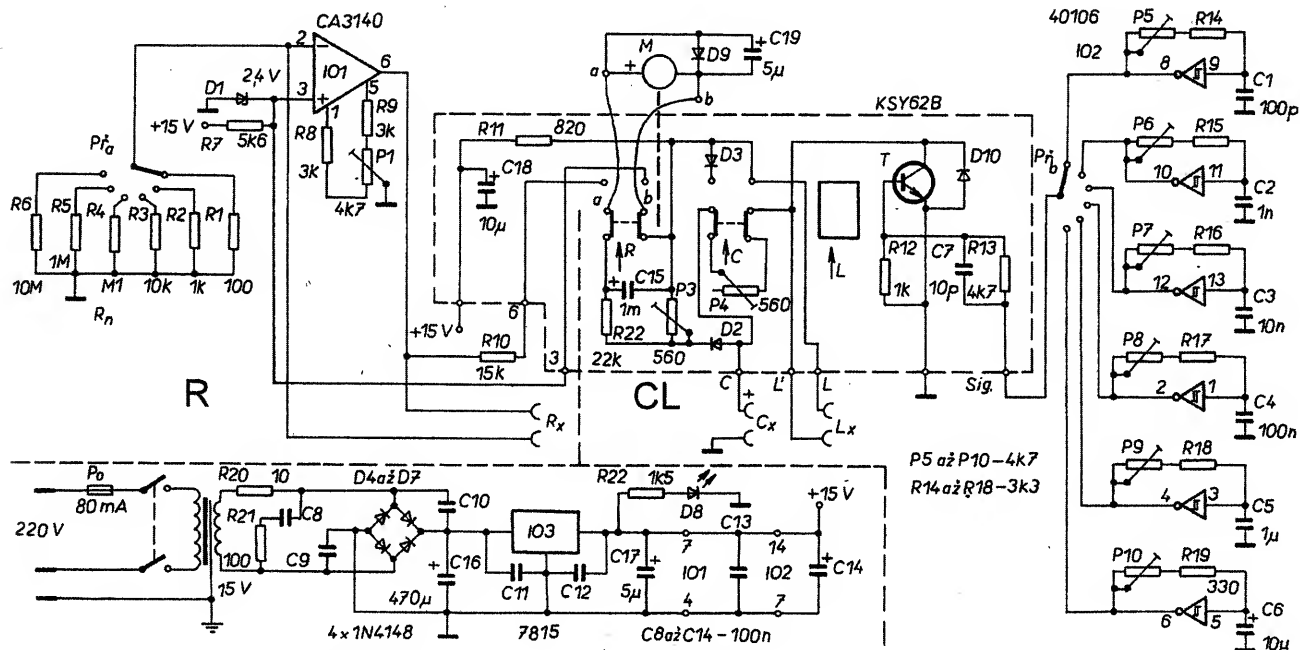 CA3140
2
6
IO1
3
5
1
D1
2,4 V
+15 V
R7
5k6
R8
3k
R9
3k
P1
4k7
Př a
R6
R5
R4
R3
R2
R1
10M
1M
M1
10k
1k
100
Rn
R
M
+
a
b
D9
+
C19
5µ
KSY62B
R11
820
C18
+
10µ
a
b
D3
T
D10
R
C
L
R12
1k
C7
10p
R13
4k7
+
C15
1m
P3
560
P4
560
R22
22k
D2
+15 V
6
R10
15k
3
C
L'
L
Sig.
CL
Rx
+
Cx
Lx
40106
IO2
Př b
P5
R14
8
9
C1
100p
P6
R15
10
11
C2
1n
P7
R16
12
13
C3
10n
P8
R17
2
1
C4
100n
P9
R18
4
3
C5
1µ
P10
R19
330
6
5
+
C6
10µ
P5 až P10 – 4k7
R14 až R18 – 3k3
Po
80 mA
220 V
R20
10
R21
100
C8
15 V
D4 až D7
C9
C10
+
C16
470µ
4 x 1N4148
IO3
C11
C12
7815
R22
1k5
D8
C17
+
5µ
7
IO1
4
C13
14
IO2
7
+15 V
+
C14
C8 až C14 – 100n